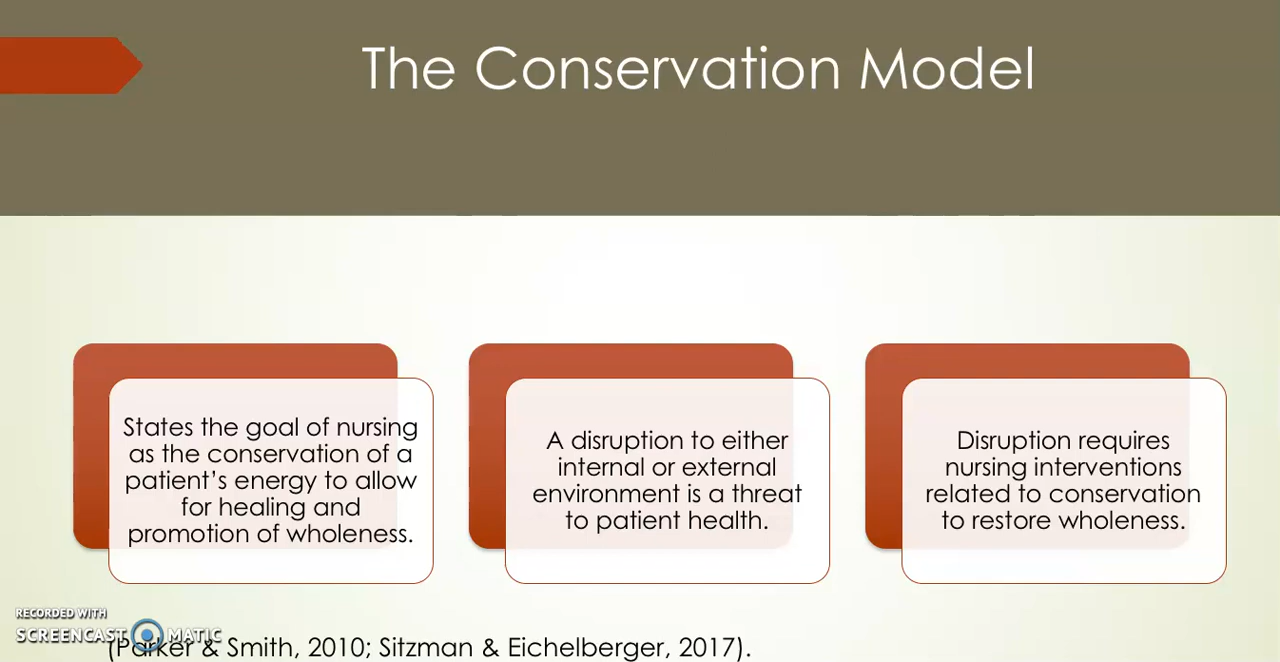 The Conservation Model
States the goal of nursing
as the conservation of a
patient’s energy to allow
for healing and
promotion of wholeness.
A disruption to either
internal or external
environment is a threat
to patient health.
Disruption requires
nursing interventions
related to conservation
to restore wholeness.
RECORDED WITH
SCREENCAST MATIC
(Parker & Smith, 2010; Sitzman & Eichelberger, 2017).